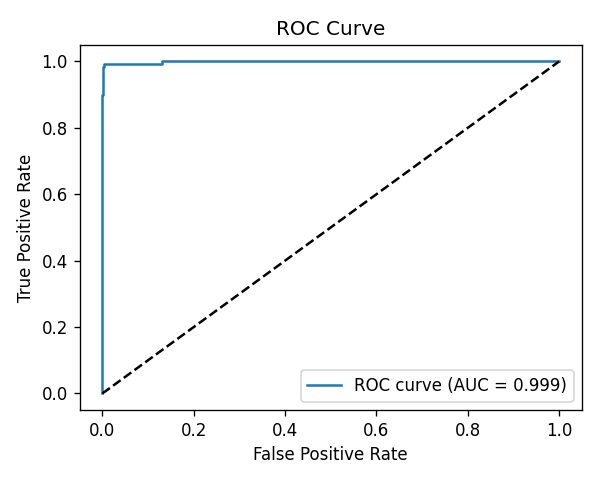 ROC Curve
1.0
0.8
0.6
0.4
0.2
0.0
True Positive Rate
ROC curve (AUC = 0.999)
0.0 0.2 0.4 0.6 0.8 1.0
False Positive Rate